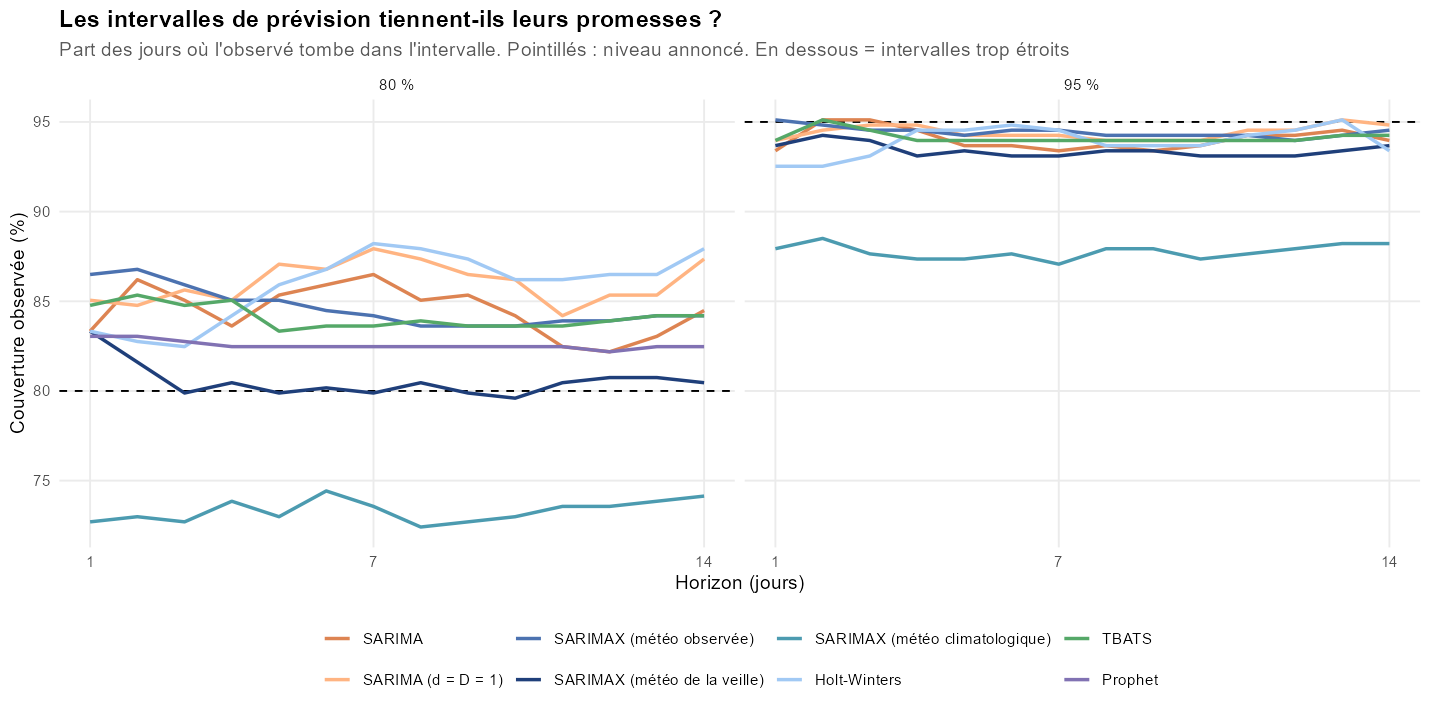 Les intervalles de prévision tiennent-ils leurs promesses ?
Part des jours où l'observé tombe dans l'intervalle. Pointillés : niveau annoncé. En dessous = intervalles trop étroits
80 %
95 %
95
90
85
80
75
Couverture observée (%)
1
7
14
1
7
14
Horizon (jours)
SARIMA
SARIMAX (météo observée)
SARIMAX (météo climatologique)
TBATS
SARIMA (d = D = 1)
SARIMAX (météo de la veille)
Holt-Winters
Prophet